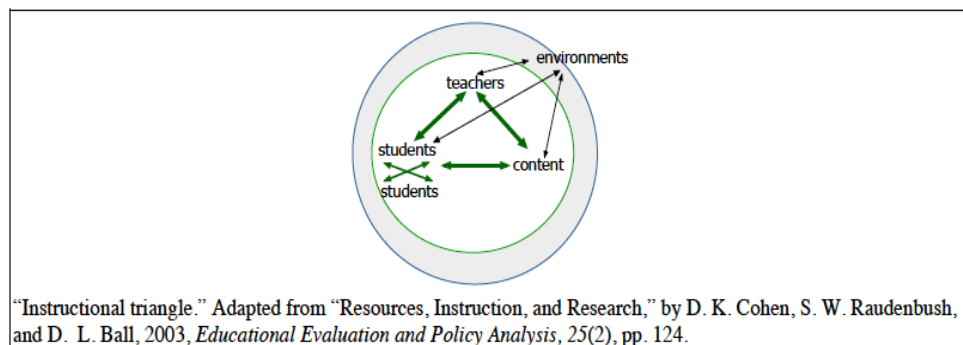 environments
teachers
students
content
students
“Instructional triangle.” Adapted from “Resources, Instruction, and Research,” by D. K. Cohen, S. W. Raudenbush,
and D. L. Ball, 2003, Educational Evaluation and Policy Analysis, 25(2), pp. 124.